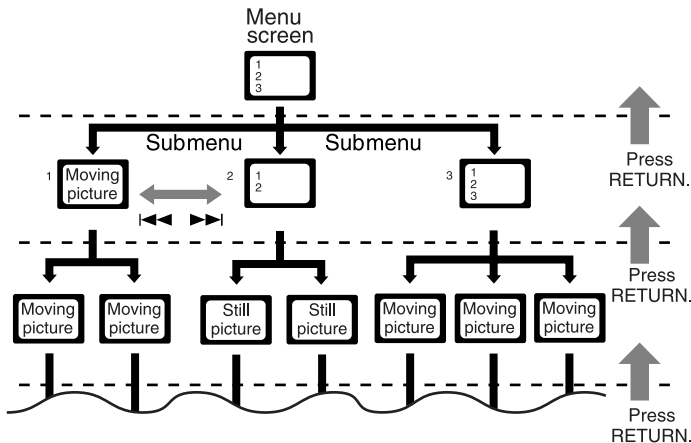 Menu
screen
1
2
3
Submenu Submenu
Press
RETURN.
1 Moving
picture
2 1
2
3 1
2
3
Press
RETURN.
Moving
picture
Moving
picture
Still
picture
Still
picture
Moving
picture
Moving
picture
Moving
picture
Press
RETURN.